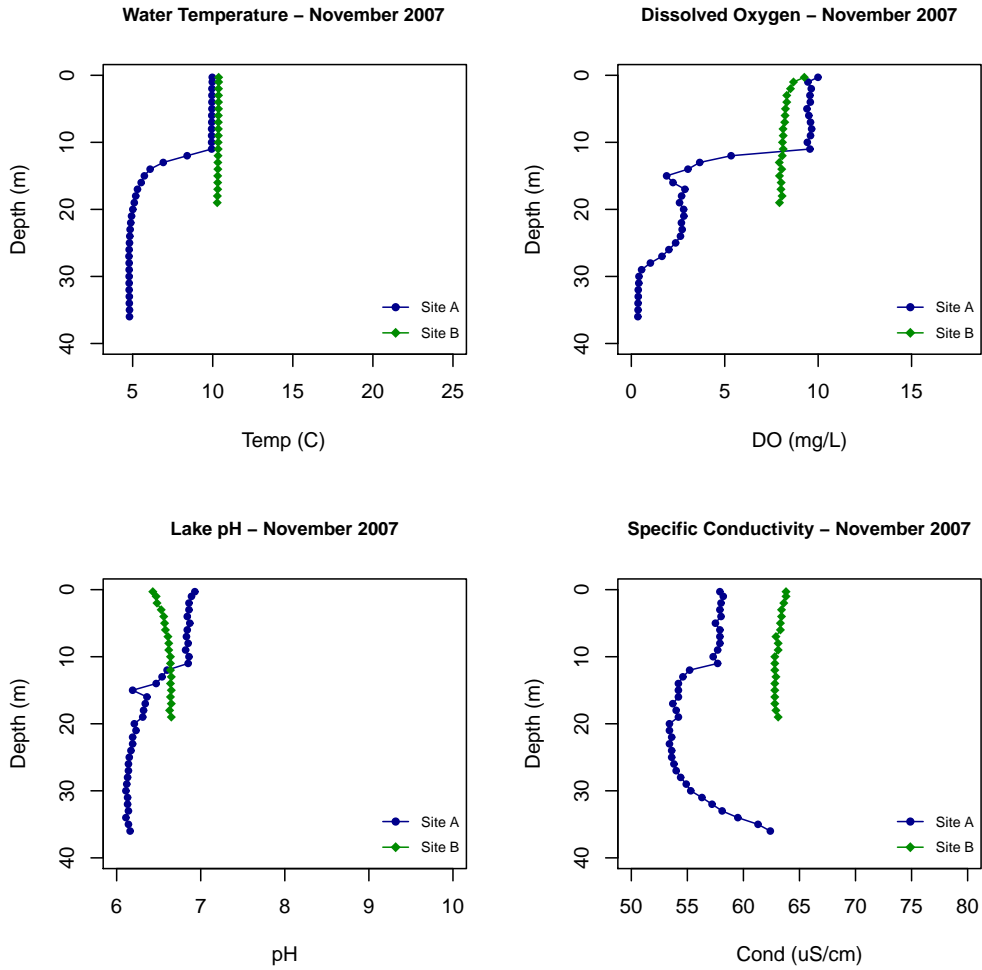 Water Temperature – November 2007
0
10
20
30
40
Depth (m)
Site A
Site B
5 10 15 20 25
Temp (C)
Dissolved Oxygen – November 2007
0
10
20
30
40
Depth (m)
Site A
Site B
0 5 10 15
DO (mg/L)
Lake pH – November 2007
0
10
20
30
40
Depth (m)
Site A
Site B
6 7 8 9 10
pH
Specific Conductivity – November 2007
0
10
20
30
40
Depth (m)
Site A
Site B
50 55 60 65 70 75 80
Cond (uS/cm)